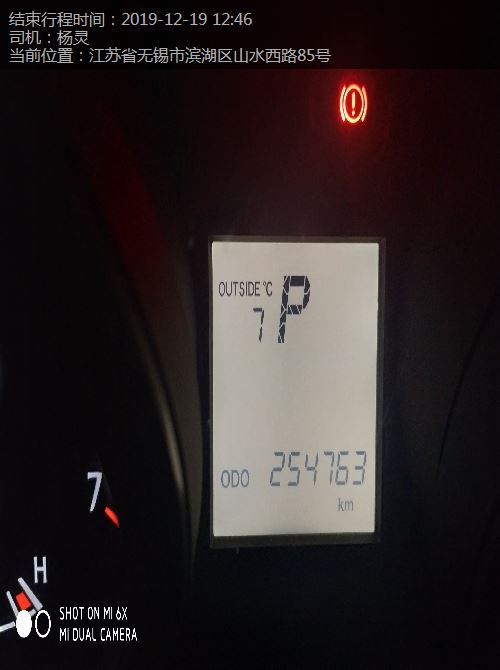 结束行程时间：2019-12-19 12:46
司机：杨灵
当前位置：江苏省无锡市滨湖区山水西路85号
OUTSIDE °C P
7
ODO 254763
km
7
H
SHOT ON MI 6X
MI DUAL CAMERA